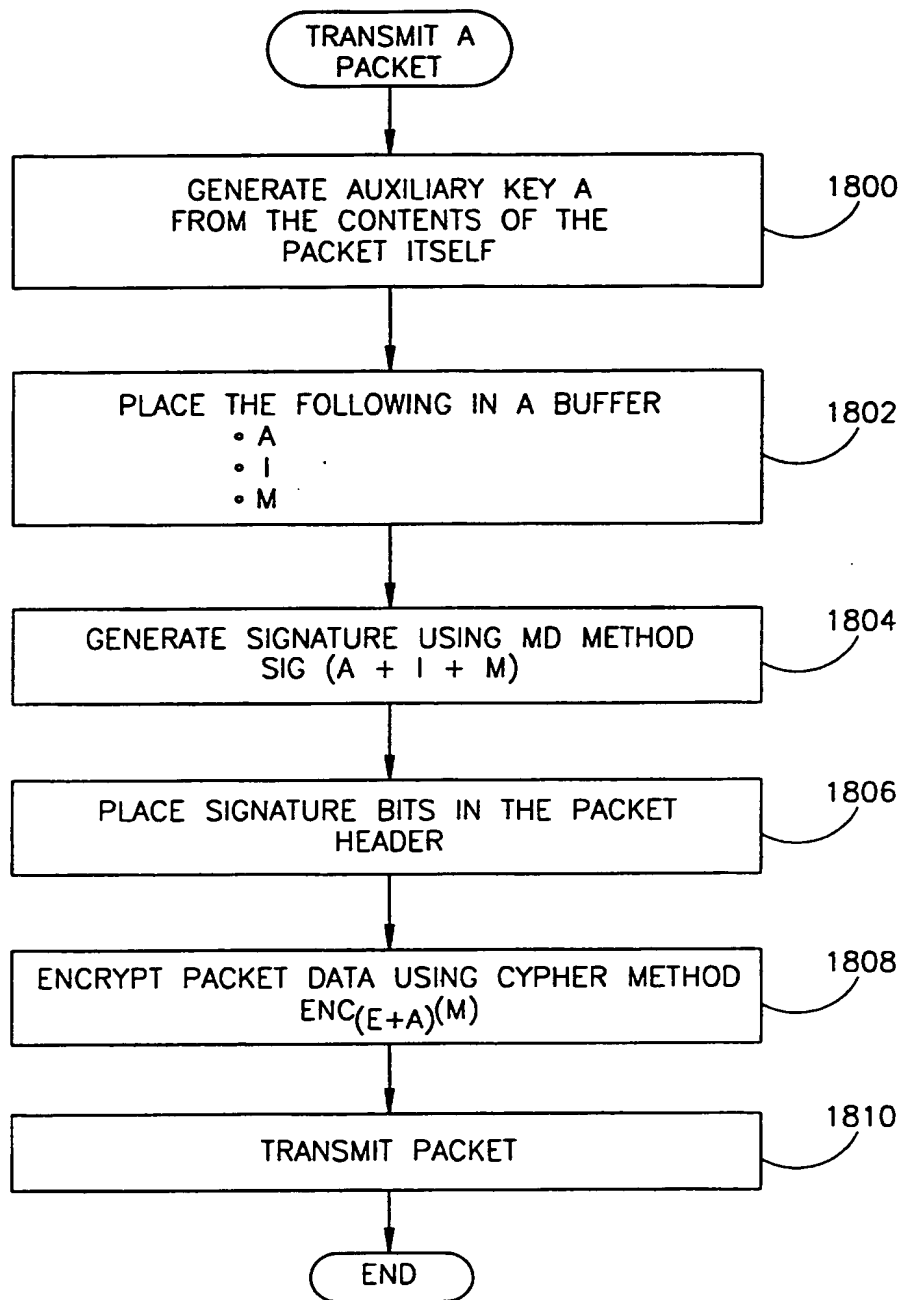 TRANSMIT A
PACKET
GENERATE AUXILIARY KEY A
FROM THE CONTENTS OF THE
PACKET ITSELF
1800
PLACE THE FOLLOWING IN A BUFFER
• A
• I
• M
1802
GENERATE SIGNATURE USING MD METHOD
SIG (A + I + M)
1804
PLACE SIGNATURE BITS IN THE PACKET
HEADER
1806
ENCRYPT PACKET DATA USING CYPHER METHOD
ENC(E+A)(M)
1808
TRANSMIT PACKET
1810
END